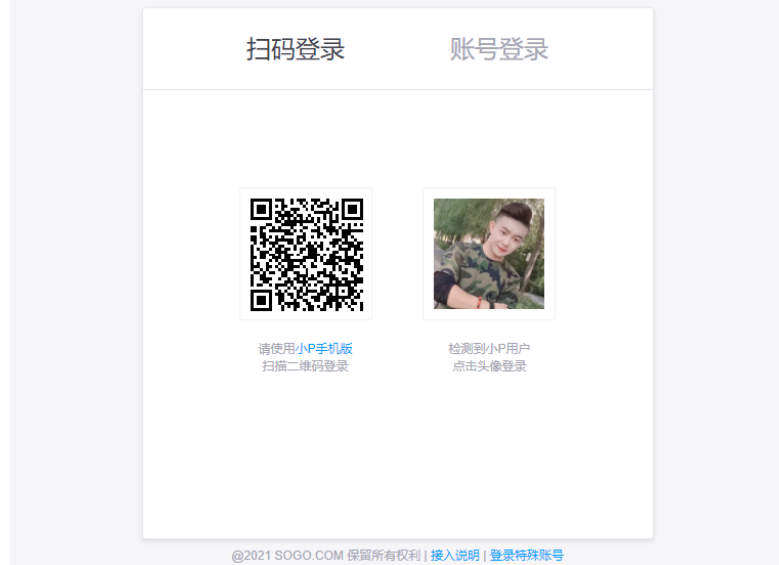 扫码登录
账号登录
请使用小P手机版
扫描二维码登录
检测到小P用户
点击头像登录
@2021 SOGO.COM 保留所有权利 | 接入说明 | 登录特殊账号